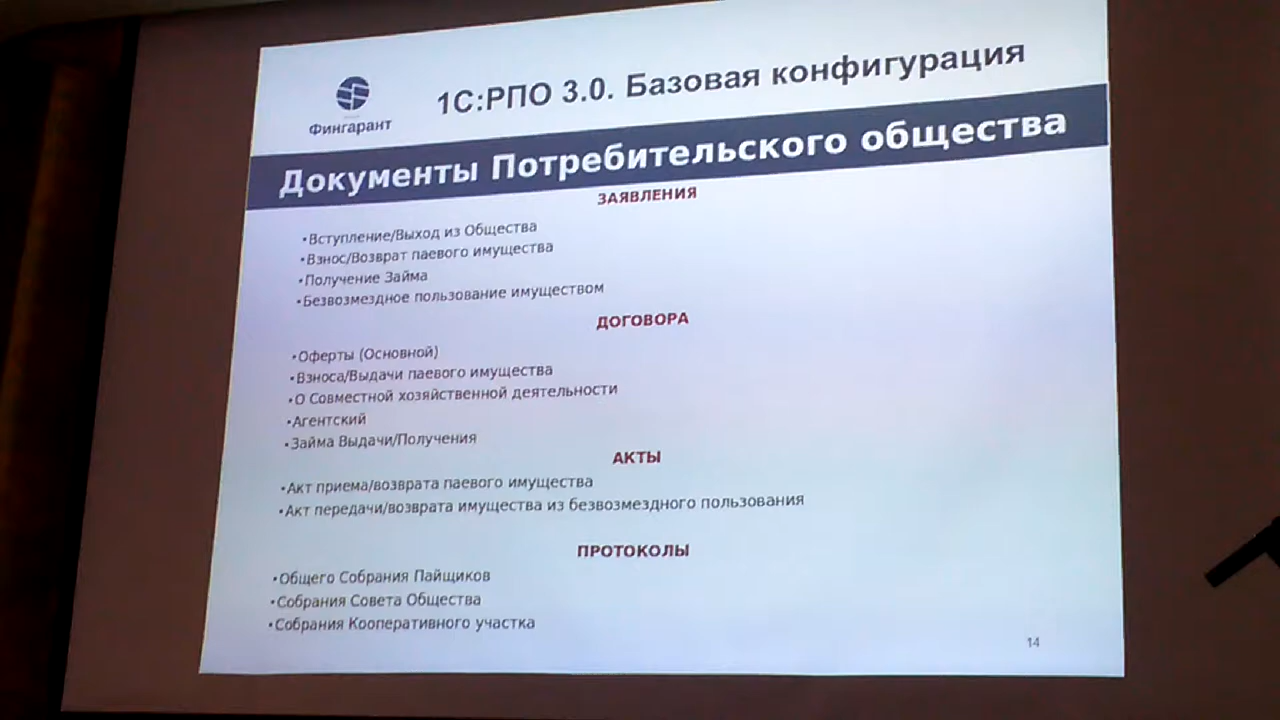 1С:РПО 3.0. Базовая конфигурация
Фингарант
Документы Потребительского общества
ЗАЯВЛЕНИЯ
•Вступление/Выход из Общества
•Взнос/Возврат паевого имущества
•Получение Займа
•Безвозмездное пользование имуществом
ДОГОВОРА
•Оферты (Основной)
•Взноса/Выдачи паевого имущества
•О Совместной хозяйственной деятельности
•Агентский
•Займа Выдачи/Получения
АКТЫ
•Акт приема/возврата паевого имущества
•Акт передачи/возврата имущества из безвозмездного пользования
ПРОТОКОЛЫ
•Общего Собрания Пайщиков
•Собрания Совета Общества
•Собрания Кооперативного участка
14